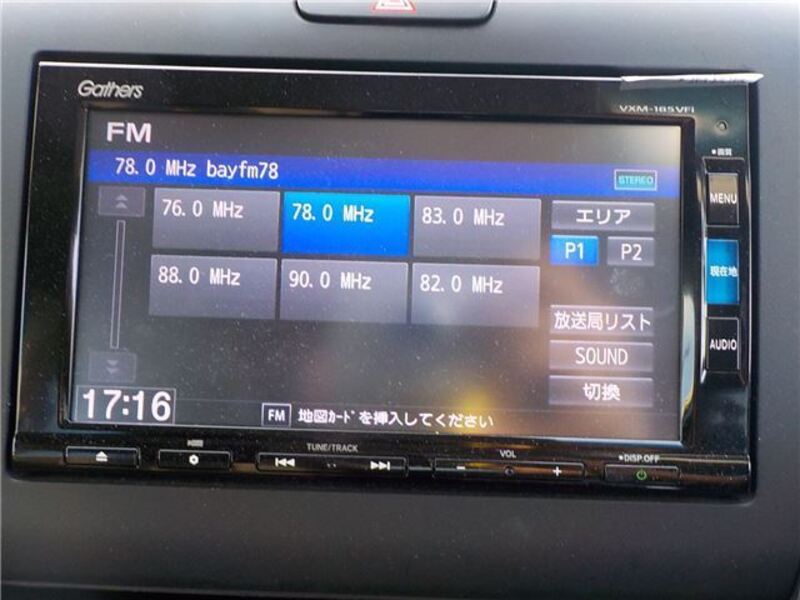 Gathers
VXM-185VFi
FM
78.0 MHz bayfm78
STEREO
76.0 MHz
78.0 MHz
83.0 MHz
エリア
P1
P2
88.0 MHz
90.0 MHz
82.0 MHz
放送局リスト
SOUND
切換
17:16
FM 地図ｶｰﾄﾞを挿入してください
画質
MENU
現在地
AUDIO
TUNE/TRACK
VOL
DISP.OFF